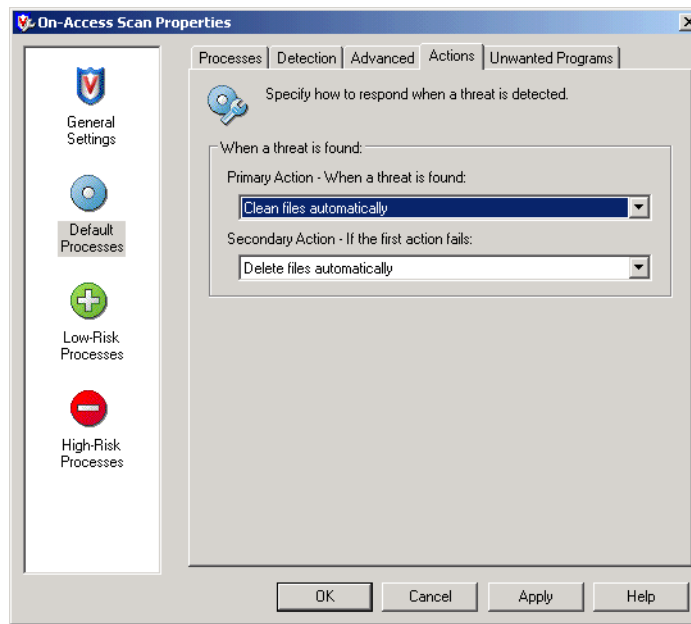 On-Access Scan Properties
Processes
Detection
Advanced
Actions
Unwanted Programs
General
Settings
Default
Processes
Low-Risk
Processes
High-Risk
Processes
Specify how to respond when a threat is detected.
When a threat is found:
Primary Action - When a threat is found:
Clean files automatically
Secondary Action - If the first action fails:
Delete files automatically
OK
Cancel
Apply
Help